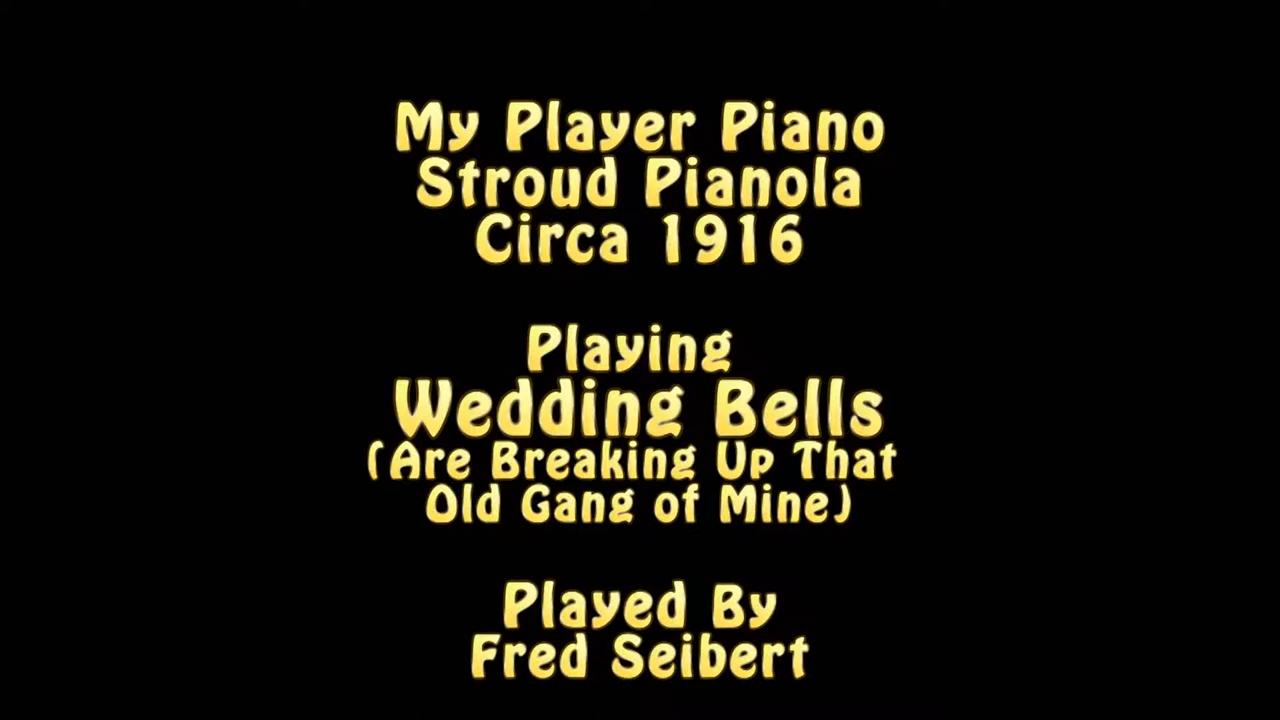 My Player Piano
Stroud Pianola
Circa 1916
Playing
Wedding Bells
(Are Breaking Up That
Old Gang of Mine)
Played By
Fred Seibert